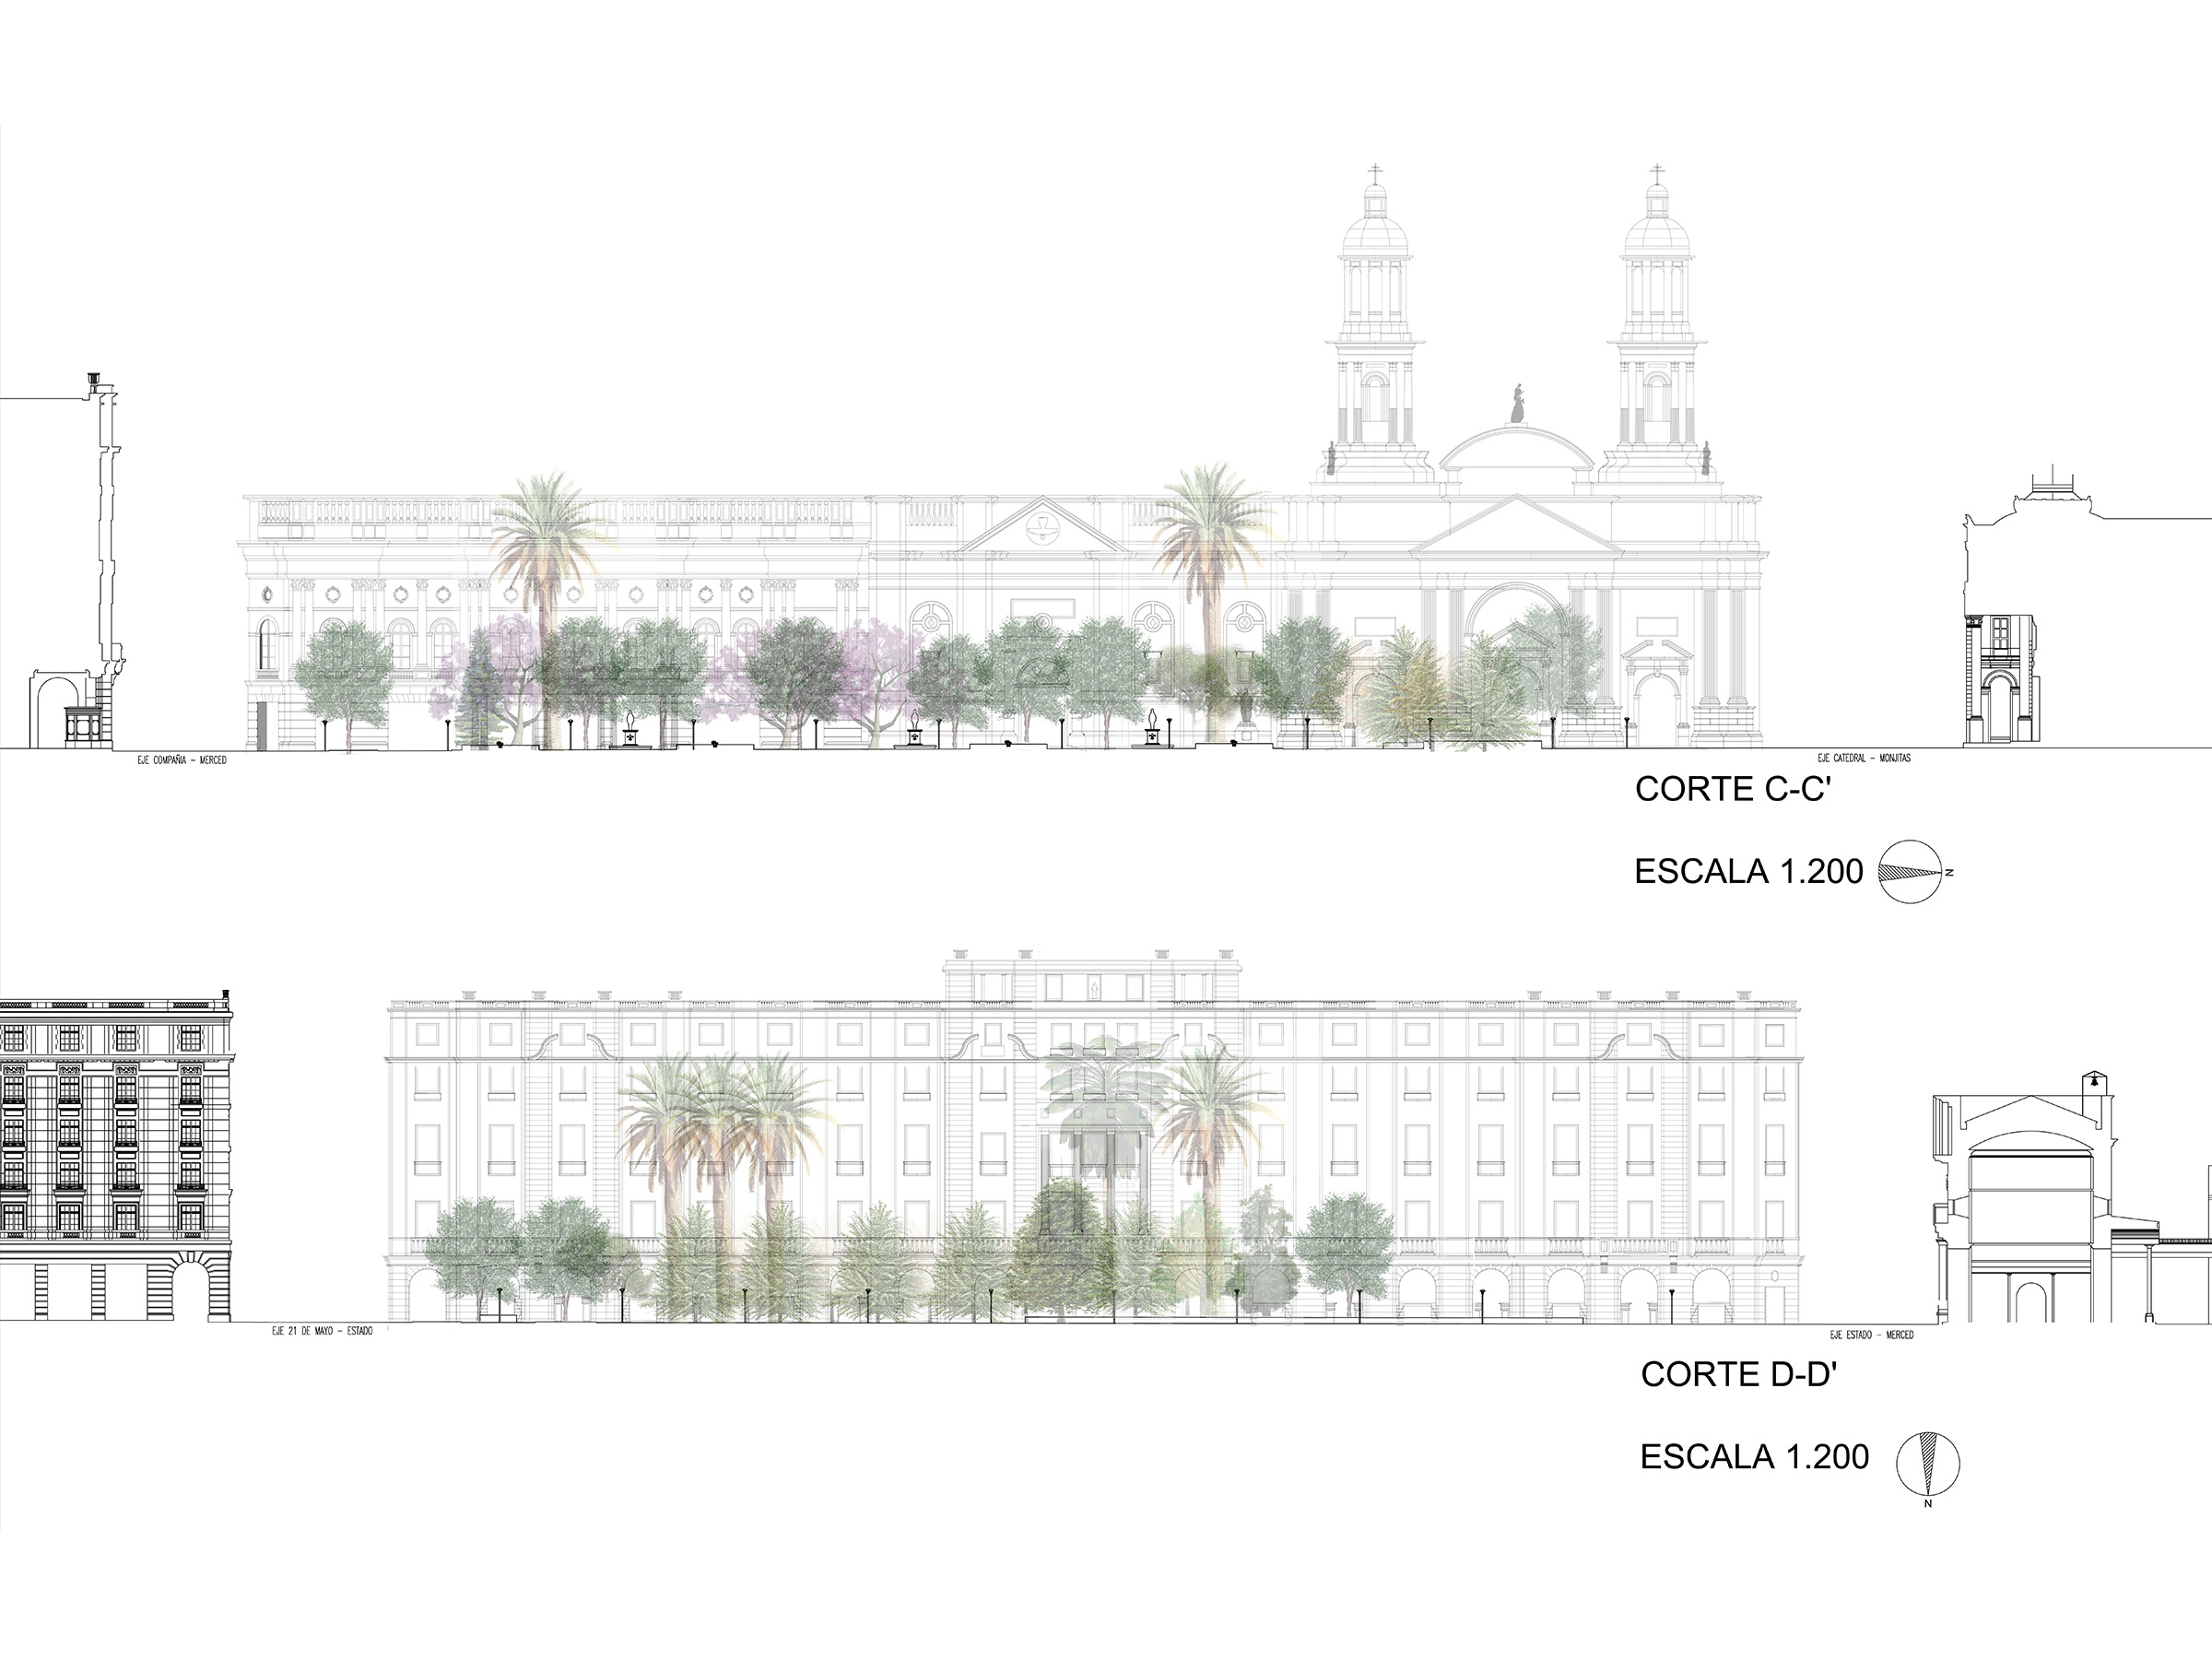 EJE COMPAÑIA - MERCED
EJE CATEDRAL - MONJITAS
CORTE C-C'
ESCALA 1.200
N
EJE 21 DE MAYO - ESTADO
EJE ESTADO - MERCED
CORTE D-D'
ESCALA 1.200
N